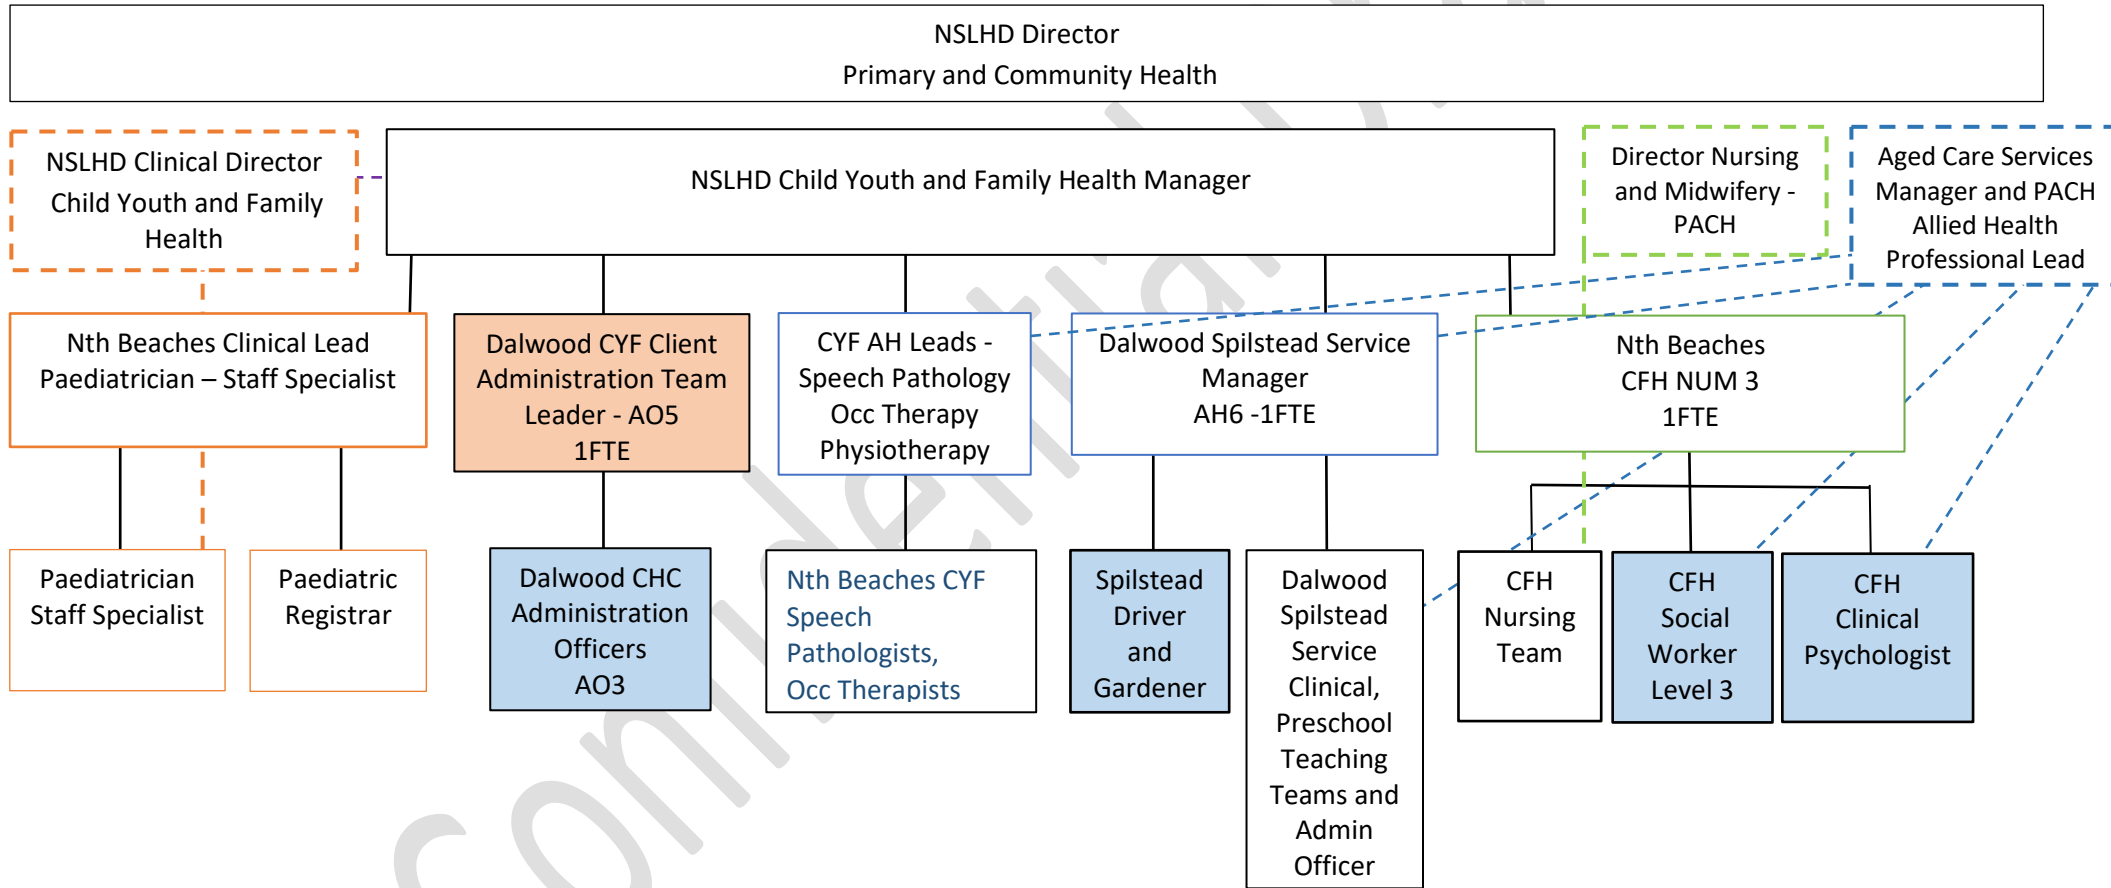 NSLHD Director
Primary and Community Health
NSLHD Clinical Director
Child Youth and Family
Health
NSLHD Child Youth and Family Health Manager
Director Nursing
and Midwifery -
PACH
Aged Care Services
Manager and PACH
Allied Health
Professional Lead
Nth Beaches Clinical Lead
Paediatrician – Staff Specialist
Dalwood CYF Client
Administration Team
Leader - AO5
1FTE
CYF AH Leads -
Speech Pathology
Occ Therapy
Physiotherapy
Dalwood Spilstead Service
Manager
AH6 -1FTE
Nth Beaches
CFH NUM 3
1FTE
Paediatrician
Staff Specialist
Paediatric
Registrar
Dalwood CHC
Administration
Officers
AO3
Nth Beaches CYF
Speech
Pathologists,
Occ Therapists
Spilstead
Driver
and
Gardener
Dalwood
Spilstead
Service
Clinical,
Preschool
Teaching
Teams and
Admin
Officer
CFH
Nursing
Team
CFH
Social
Worker
Level 3
CFH
Clinical
Psychologist
Confidential